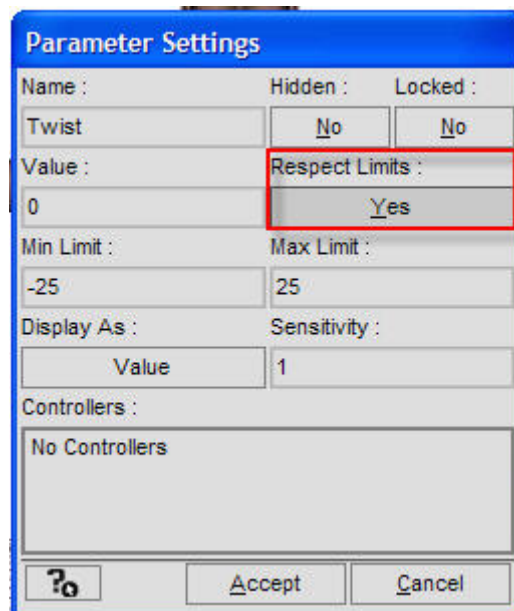 Parameter Settings
Name : Hidden : Locked :
Twist No No
Value : Respect Limits :
0 Yes
Min Limit : Max Limit :
-25 25
Display As : Sensitivity :
Value 1
Controllers :
No Controllers
? Accept Cancel